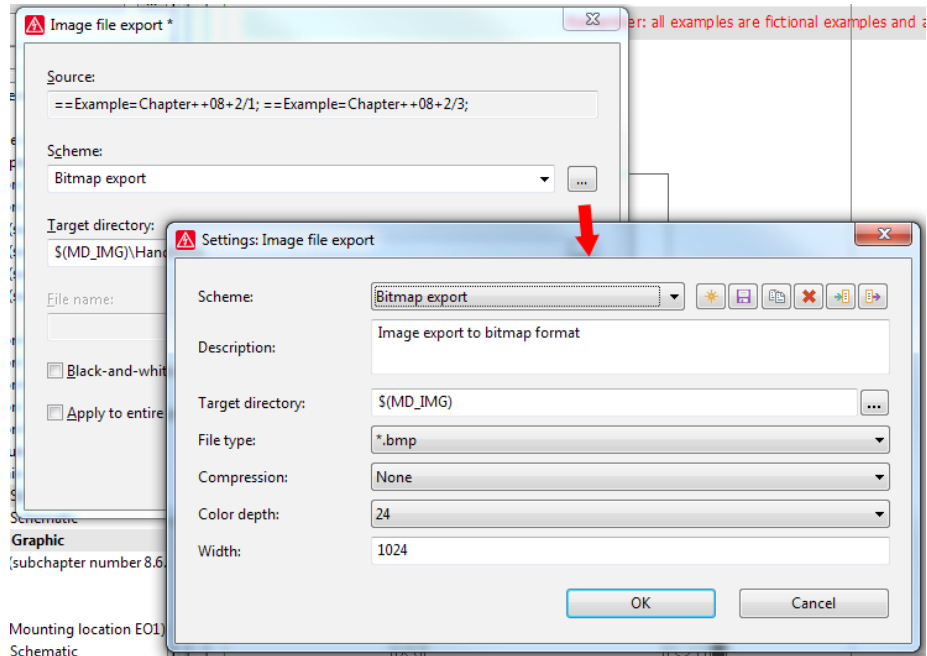 Image file export *
er: all examples are fictional examples and a
Source:
==Example=Chapter++08+2/1; ==Example=Chapter++08+2/3;
Scheme:
Bitmap export
...
Target directory:
$(MD_IMG)\Hand
File name:
Black-and-whit
Apply to entire
Schematic
Graphic
(subchapter number 8.6.
Mounting location EO1)
Schematic
Settings: Image file export
Scheme:
Bitmap export
Description:
Image export to bitmap format
Target directory:
$(MD_IMG)
...
File type:
*.bmp
Compression:
None
Color depth:
24
Width:
1024
OK
Cancel